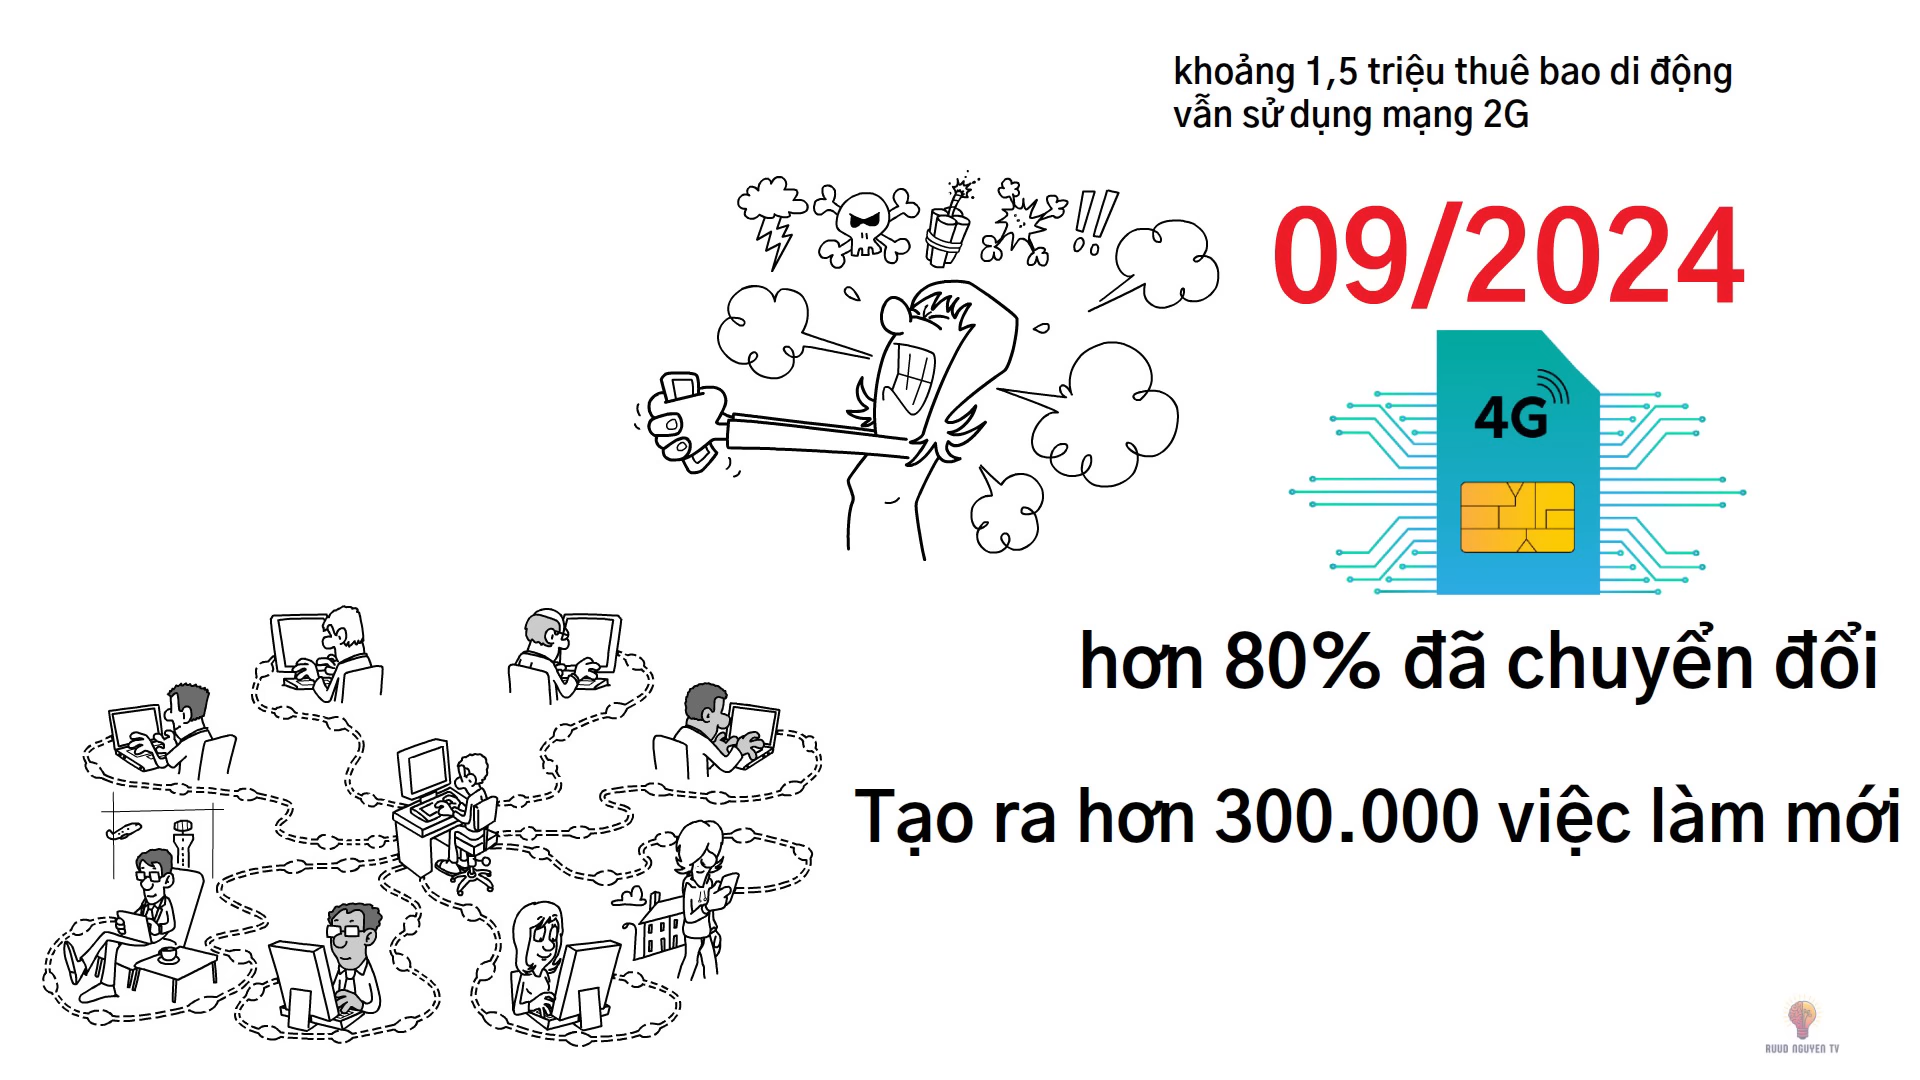 khoảng 1,5 triệu thuê bao di động
vẫn sử dụng mạng 2G
09/2024
4G
hơn 80% đã chuyển đổi
Tạo ra hơn 300.000 việc làm mới
RUUD NGUYEN TV